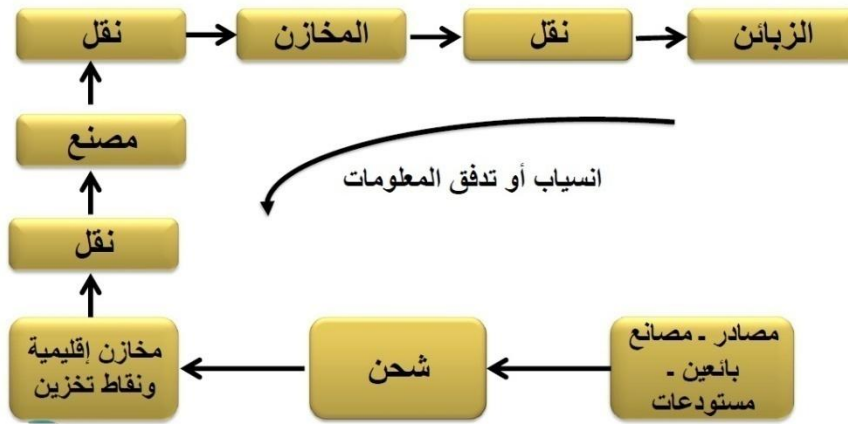 الزبائن
نقل
المخازن
نقل
مصنع
انسياب أو تدفق المعلومات
نقل
مصادر ـ مصانع
بائعين ـ
مستودعات
شحن
مخازن إقليمية
ونقاط تخزين